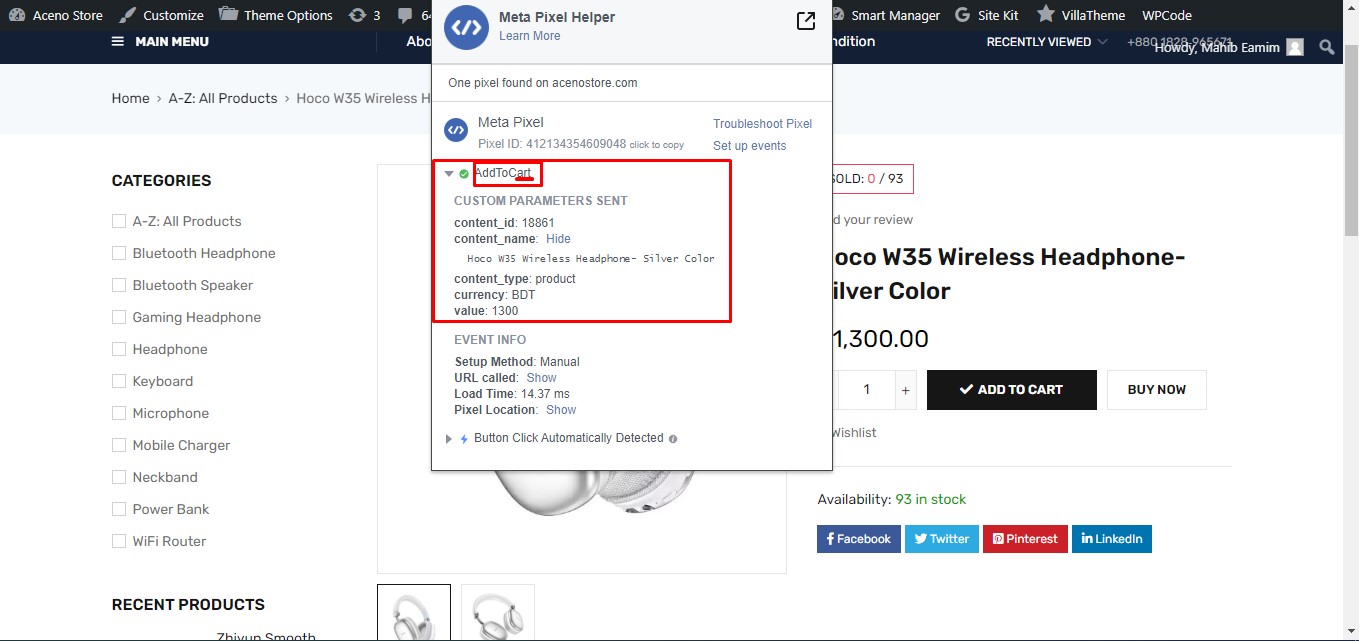 Aceno Store
Customize
Theme Options
3
64
Smart Manager
Site Kit
VillaTheme
WPCode
MAIN MENU
Abo
ndition
RECENTLY VIEWED
+880 1828-965671
Howdy, Mahib Eamim
Meta Pixel Helper
Learn More
One pixel found on acenostore.com
Meta Pixel
Pixel ID: 412134354609048 click to copy
Troubleshoot Pixel
Set up events
AddToCart
CUSTOM PARAMETERS SENT
content_id: 18861
content_name: Hide
Hoco W35 Wireless Headphone- Silver Color
content_type: product
currency: BDT
value: 1300
EVENT INFO
Setup Method: Manual
URL called: Show
Load Time: 14.37 ms
Pixel Location: Show
Button Click Automatically Detected
Home › A-Z: All Products › Hoco W35 Wireless H
CATEGORIES
A-Z: All Products
Bluetooth Headphone
Bluetooth Speaker
Gaming Headphone
Headphone
Keyboard
Microphone
Mobile Charger
Neckband
Power Bank
WiFi Router
RECENT PRODUCTS
Zhiyun Smooth
SOLD: 0 / 93
d your review
oco W35 Wireless Headphone-
ilver Color
1,300.00
1 +
ADD TO CART
BUY NOW
Wishlist
Availability: 93 in stock
Facebook
Twitter
Pinterest
LinkedIn